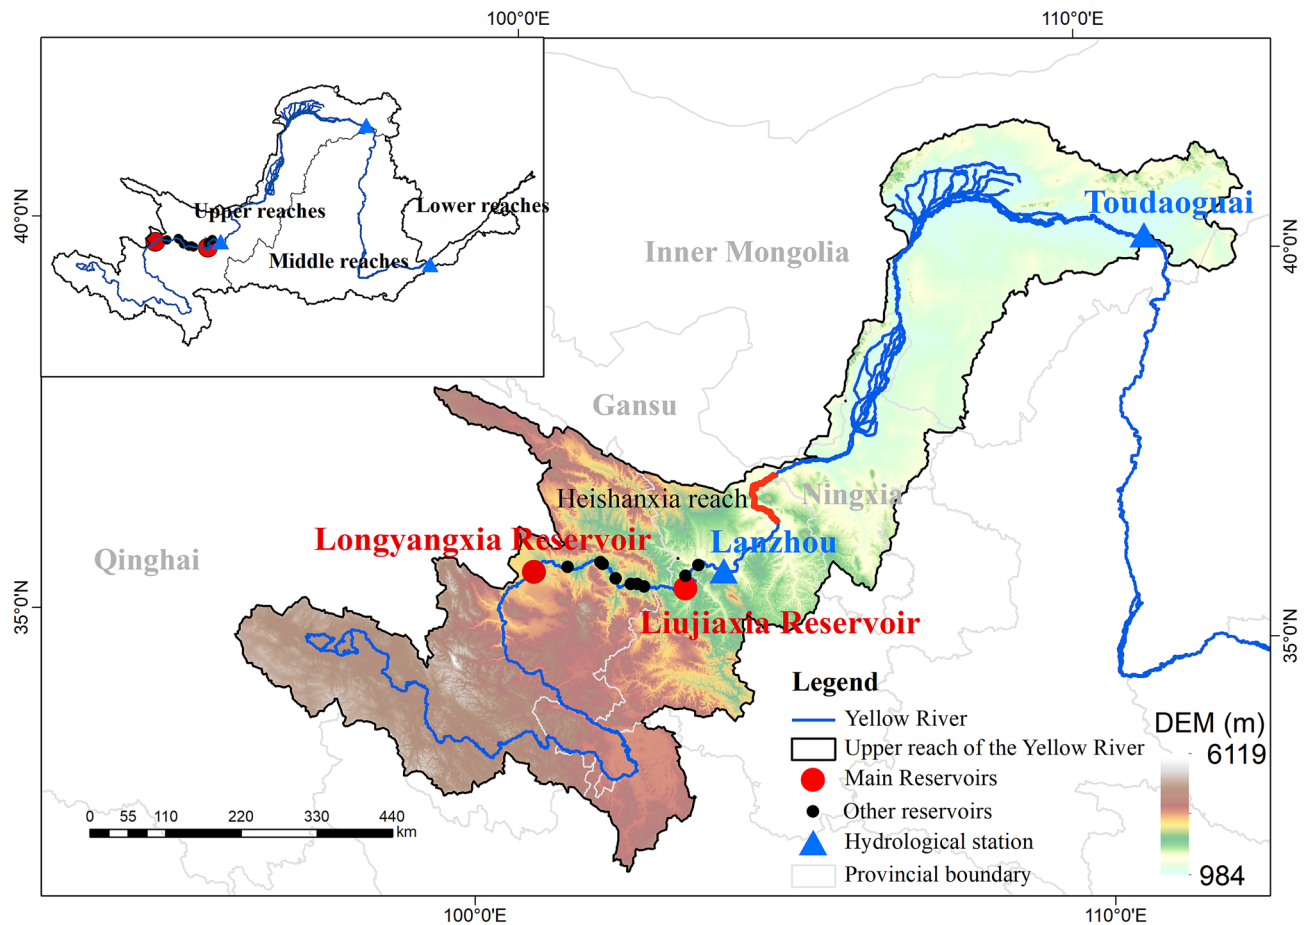 100°0'E
110°0'E
40°0'N
Upper reaches
Lower reaches
Middle reaches
Toudaoguai
Inner Mongolia
40°0'N
Gansu
Heishanxia reach
Ningxia
Longyangxia Reservoir
Lanzhou
Qinghai
35°0'N
Liujiaxia Reservoir
35°0'N
Legend
Yellow River
Upper reach of the Yellow River
Main Reservoirs
Other reservoirs
Hydrological station
Provincial boundary
DEM (m)
6119
984
0 55 110 220 330 440
km
100°0'E
110°0'E